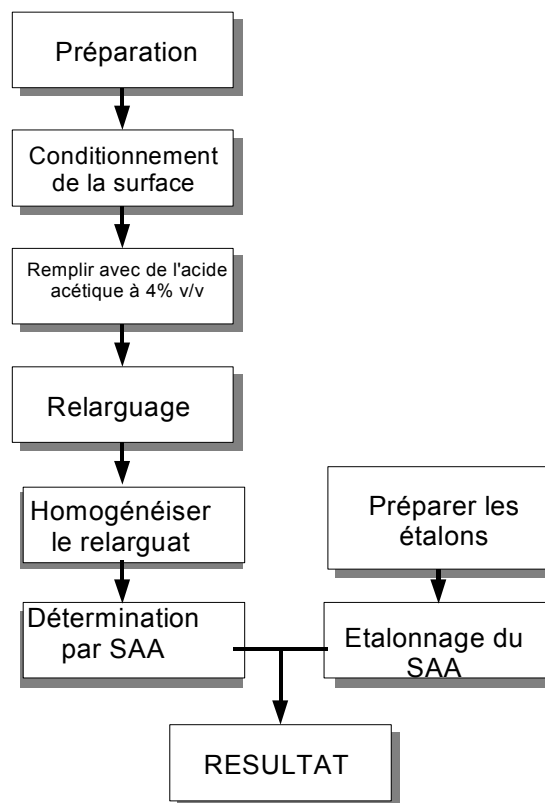 Préparation
Conditionnement
de la surface
Remplir avec de l'acide
acétique à 4% v/v
Relarguage
Homogénéiser
le relarguat
Préparer les
étalons
Détermination
par SAA
Etalonnage du
SAA
RESULTAT